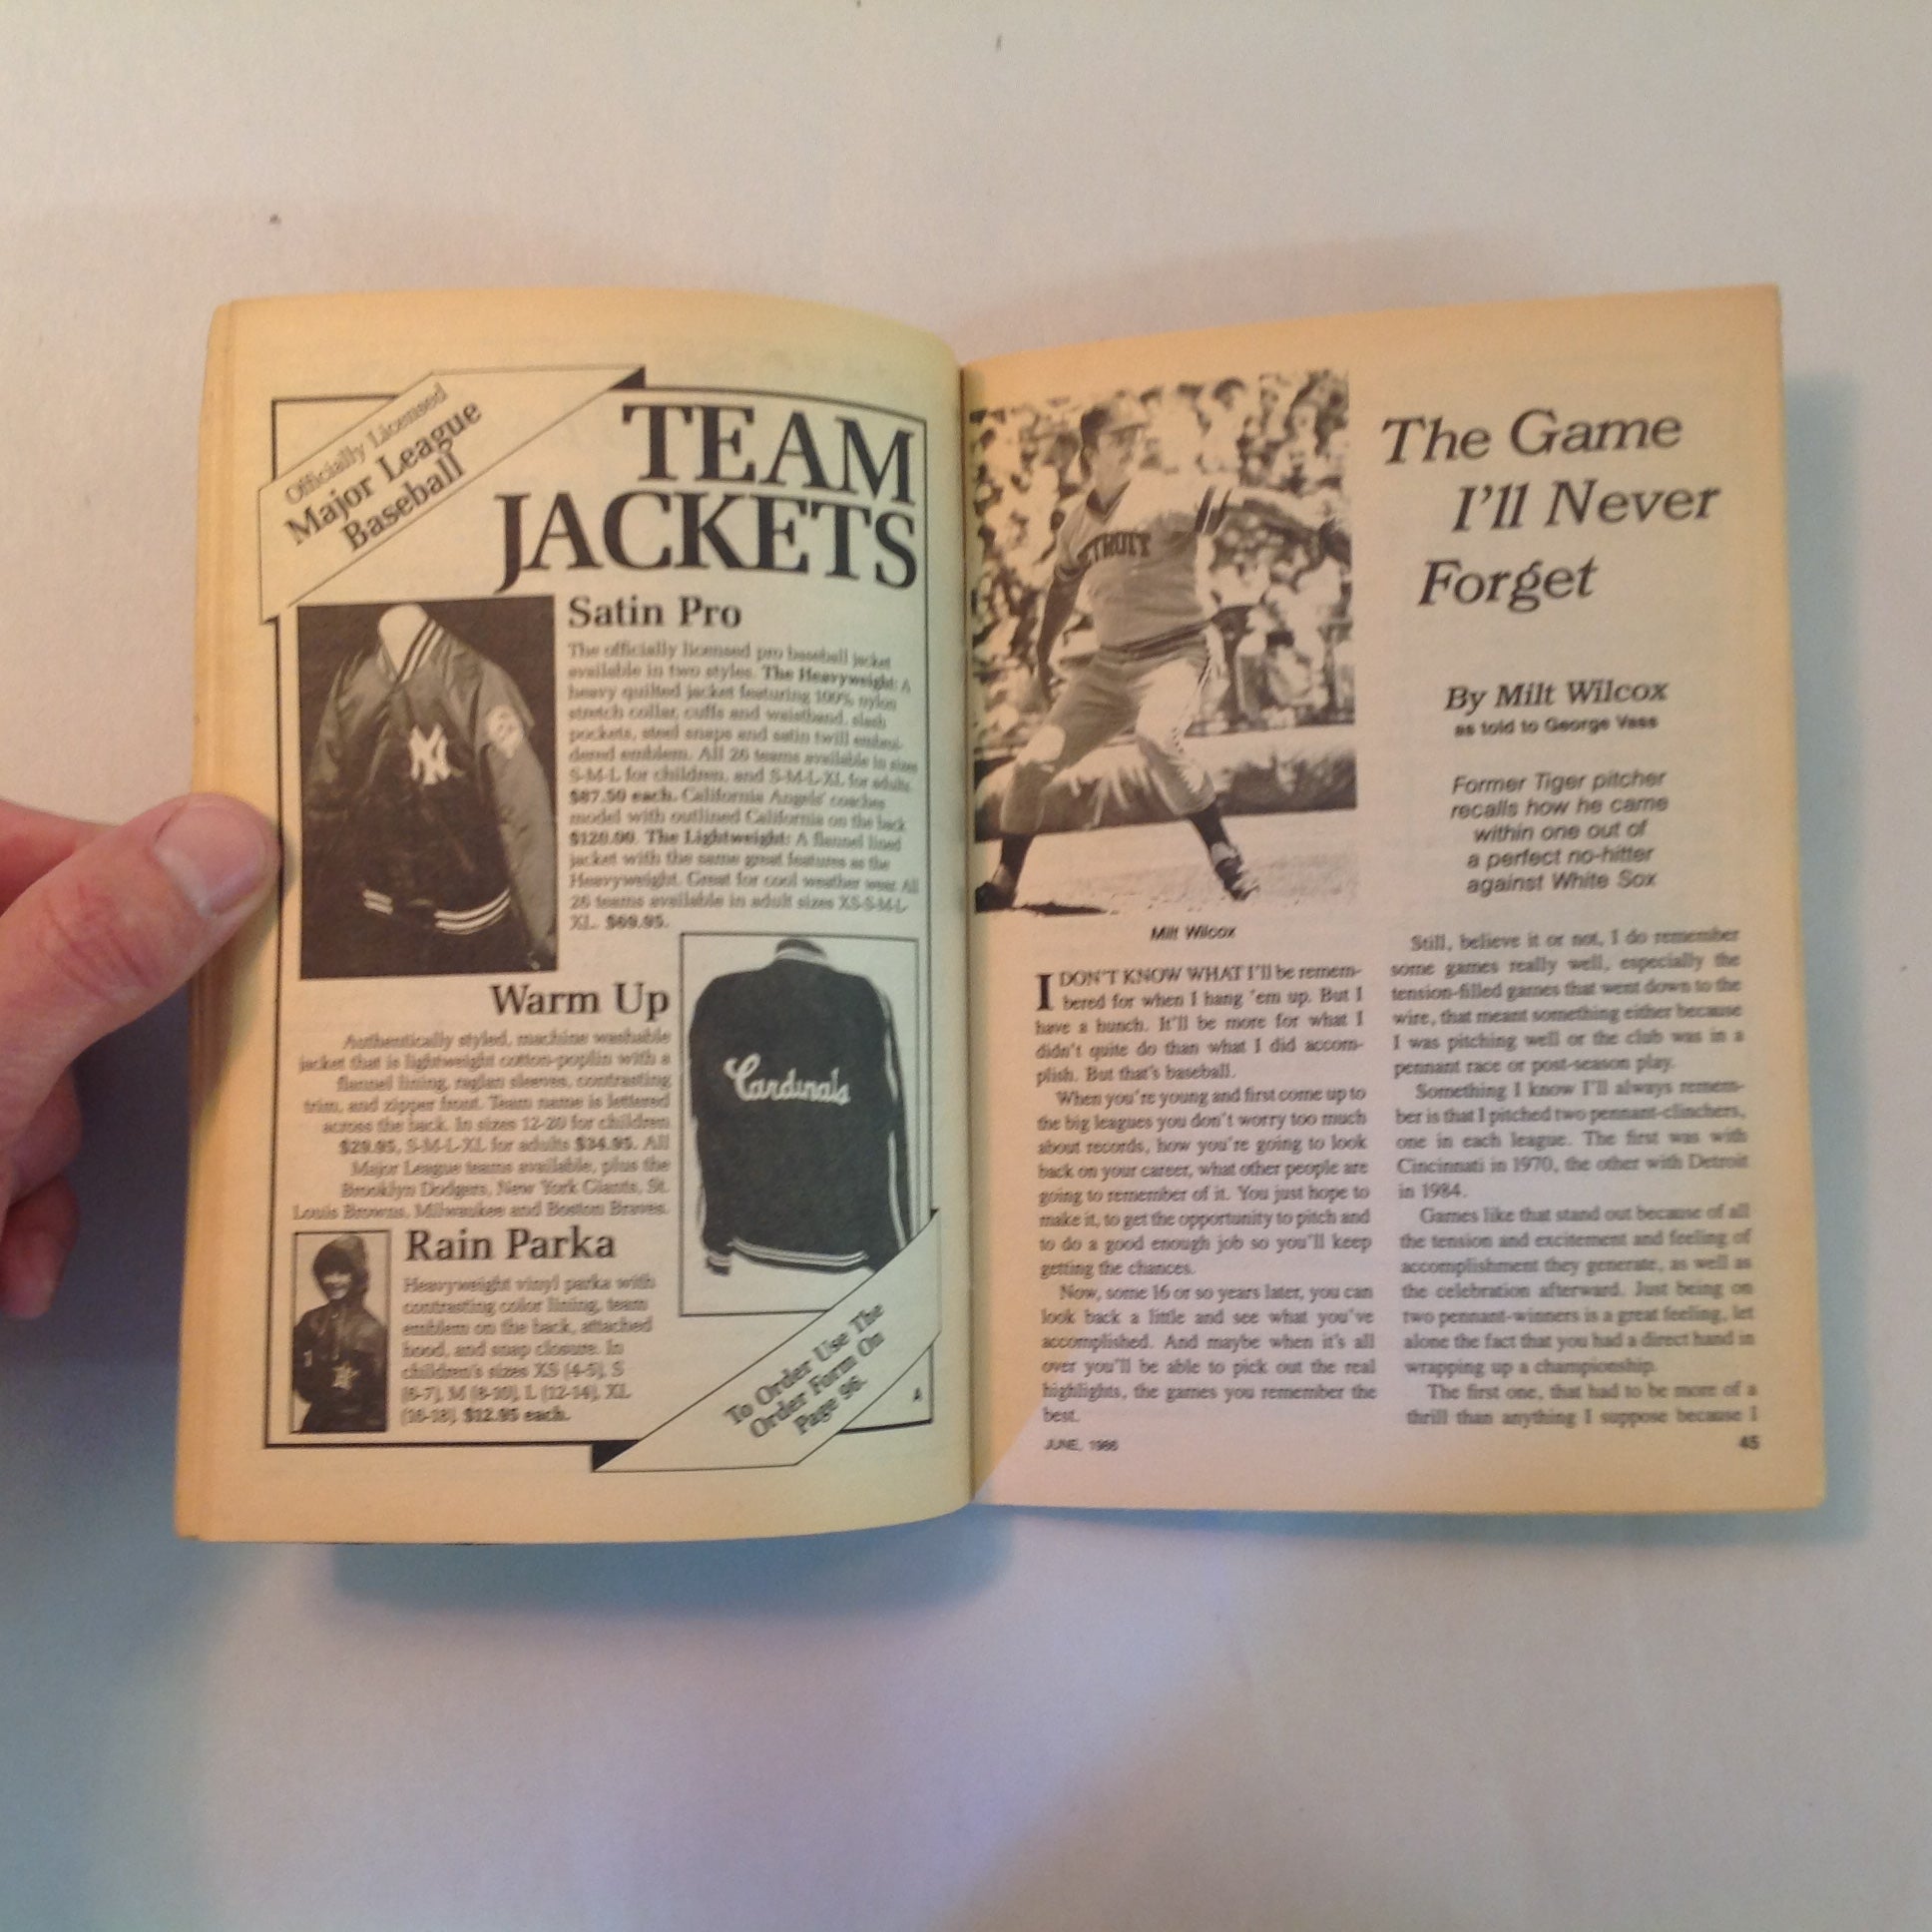 Officially Licensed
Major League
Baseball
TEAM
JACKETS
Satin Pro
The officially licensed pro baseball jacket
available in two styles. The Heavyweight: A
heavy quilted jacket featuring 100% nylon
stretch collar, cuffs and waistband, slash
pockets, steel snaps and satin twill embroi-
dered emblem. All 26 teams available in sizes
S-M-L for children, and S-M-L-XL for adults.
$87.50 each. California Angels' coaches
model with outlined California on the back
$120.00. The Lightweight: A flannel lined
jacket with the same great features as the
Heavyweight. Great for cool weather wear. All
26 teams available in adult sizes XS-S-M-L-
XL.
Warm Up
Authentically styled, machine washable
jacket that is lightweight cotton-poplin with a
flannel lining, raglan sleeves, contrasting
trim, and zipper front. Team name is lettered
across the back. In sizes 12-20 for children
$29.95, S-M-L-XL for adults $34.95. All
Major League teams available, plus the
Brooklyn Dodgers, New York Giants, St.
Louis Browns, Milwaukee and Boston Braves.
Cardinals
Rain Parka
Heavyweight vinyl parka with
contrasting color lining, team
emblem on the back, attached
hood, and snap closure. In
children's sizes XS (4-5), S
(6-7), M (8-10), L (12-14), XL
(16-18) $12.95 each.
To Order Use The
Order Form On
Page 96.
A
DETROIT
Milt Wilcox
The Game
I'll Never
Forget
By Milt Wilcox
as told to George Vass
Former Tiger pitcher
recalls how he came
within one out of
a perfect no-hitter
against White Sox
I DON'T KNOW WHAT I'll be remem-
bered for when I hang 'em up. But I
have a hunch. It'll be more for what I
didn't quite do than what I did accom-
plish. But that's baseball.
When you're young and first come up to
the big leagues you don't worry too much
about records, how you're going to look
back on your career, what other people are
going to remember of it. You just hope to
make it, to get the opportunity to pitch and
to do a good enough job so you'll keep
getting the chances.
Now, some 16 or so years later, you can
look back a little and see what you've
accomplished. And maybe when it's all
over you'll be able to pick out the real
highlights, the games you remember the
best.
Still, believe it or not, I do remember
some games really well, especially the
tension-filled games that went down to the
wire, that meant something either because
I was pitching well or the club was in a
pennant race or post-season play.
Something I know I'll always remem-
ber is that I pitched two pennant-clinchers,
one in each league. The first was with
Cincinnati in 1970, the other with Detroit
in 1984.
Games like that stand out because of all
the tension and excitement and feeling of
accomplishment they generate, as well as
the celebration afterward. Just being on
two pennant-winners is a great feeling, let
alone the fact that you had a direct hand in
wrapping up a championship.
The first one, that had to be more of a
thrill than anything I suppose because I
JUNE, 1986
45